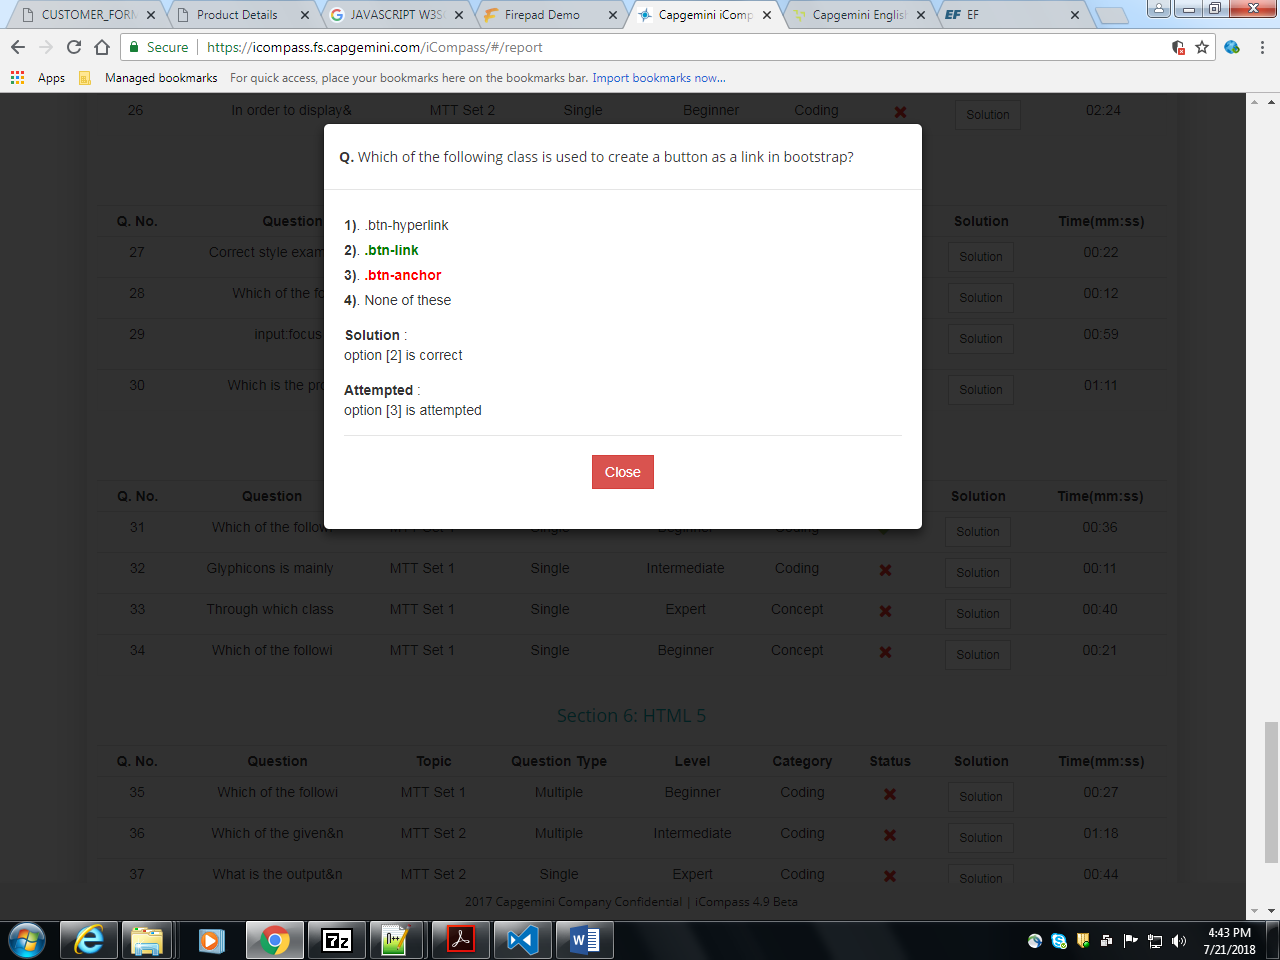 CUSTOMER_FORM
Product Details
JAVASCRIPT W3S
Firepad Demo
Capgemini iComp
Capgemini English
EF EF
Secure | https://icompass.fs.capgemini.com/iCompass/#/report
Apps Managed bookmarks For quick access, place your bookmarks here on the bookmarks bar. Import bookmarks now...
26 In order to display& MTT Set 2 Single Beginner Coding Solution 02:24
Q. Which of the following class is used to create a button as a link in bootstrap?
1). .btn-hyperlink
2). .btn-link
3). .btn-anchor
4). None of these
Solution :
option [2] is correct
Attempted :
option [3] is attempted
Close
Q. No. Question Solution Time(mm:ss)
27 Correct style exam Solution 00:22
28 Which of the fo Solution 00:12
29 input:focus Solution 00:59
30 Which is the pro Solution 01:11
Q. No. Question Solution Time(mm:ss)
31 Which of the follow MTT Set 1 Single Beginner Coding Solution 00:36
32 Glyphicons is mainly MTT Set 1 Single Intermediate Coding Solution 00:11
33 Through which class MTT Set 1 Single Expert Concept Solution 00:40
34 Which of the followi MTT Set 1 Single Beginner Concept Solution 00:21
Section 6: HTML 5
Q. No. Question Topic Question Type Level Category Status Solution Time(mm:ss)
35 Which of the followi MTT Set 1 Multiple Beginner Coding Solution 00:27
36 Which of the given&n MTT Set 2 Multiple Intermediate Coding Solution 01:18
37 What is the output&n MTT Set 2 Single Expert Coding Solution 00:44
2017 Capgemini Company Confidential | iCompass 4.9 Beta
7z
4:43 PM
7/21/2018